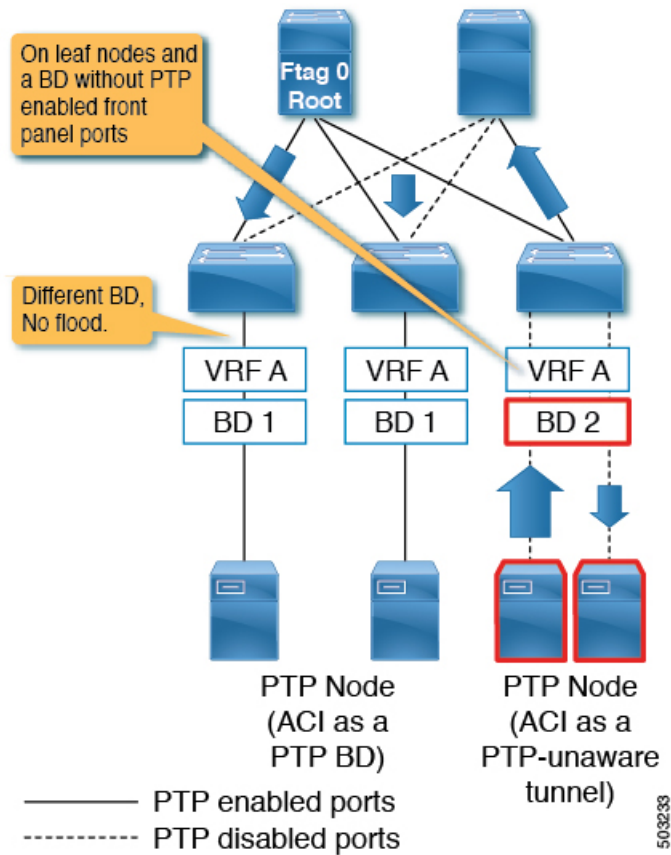 On leaf nodes and
a BD without PTP
enabled front
panel ports
Ftag 0
Root
Different BD,
No flood.
VRF A
VRF A
VRF A
BD 1
BD 1
BD 2
PTP Node
(ACI as a
PTP BD)
PTP Node
(ACI as a
PTP-unaware
tunnel)
PTP enabled ports
PTP disabled ports
503233